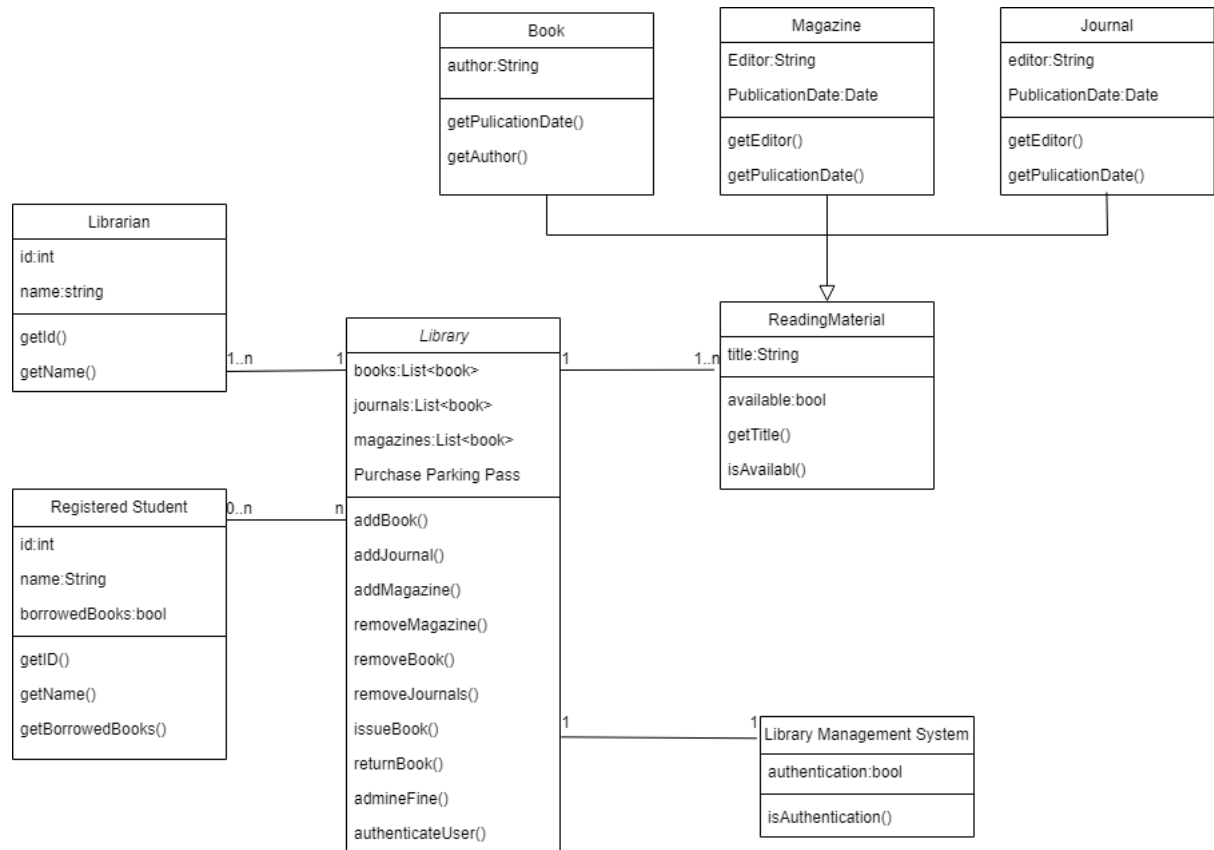 Book
author:String
getPulicationDate()
getAuthor()
Magazine
Editor:String
PublicationDate:Date
getEditor()
getPulicationDate()
Journal
editor:String
PublicationDate:Date
getEditor()
getPulicationDate()
Librarian
id:int
name:string
getId()
getName()
1..n
1
Library
books:List<book>
journals:List<book>
magazines:List<book>
Purchase Parking Pass
addBook()
addJournal()
addMagazine()
removeMagazine()
removeBook()
removeJournals()
issueBook()
returnBook()
admineFine()
authenticateUser()
1
1..n
ReadingMaterial
title:String
available:bool
getTitle()
isAvailabl()
Registered Student
id:int
name:String
borrowedBooks:bool
getID()
getName()
getBorrowedBooks()
0..n
n
1
1
Library Management System
authentication:bool
isAuthentication()